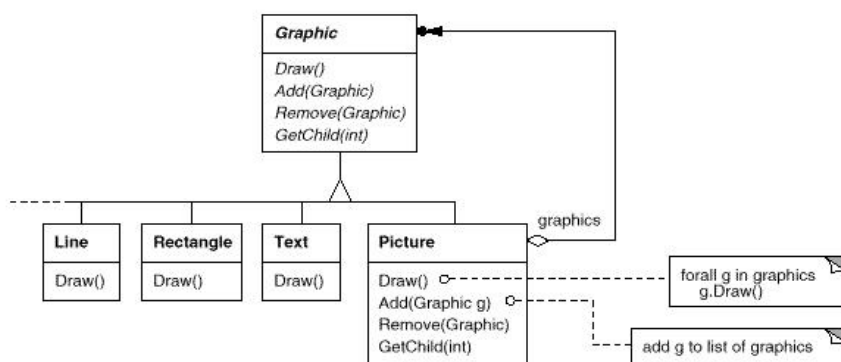 Graphic
Draw()
Add(Graphic)
Remove(Graphic)
GetChild(int)
graphics
Line
Draw()
Rectangle
Draw()
Text
Draw()
Picture
Draw()
Add(Graphic g)
Remove(Graphic)
GetChild(int)
forall g in graphics
g.Draw()
add g to list of graphics